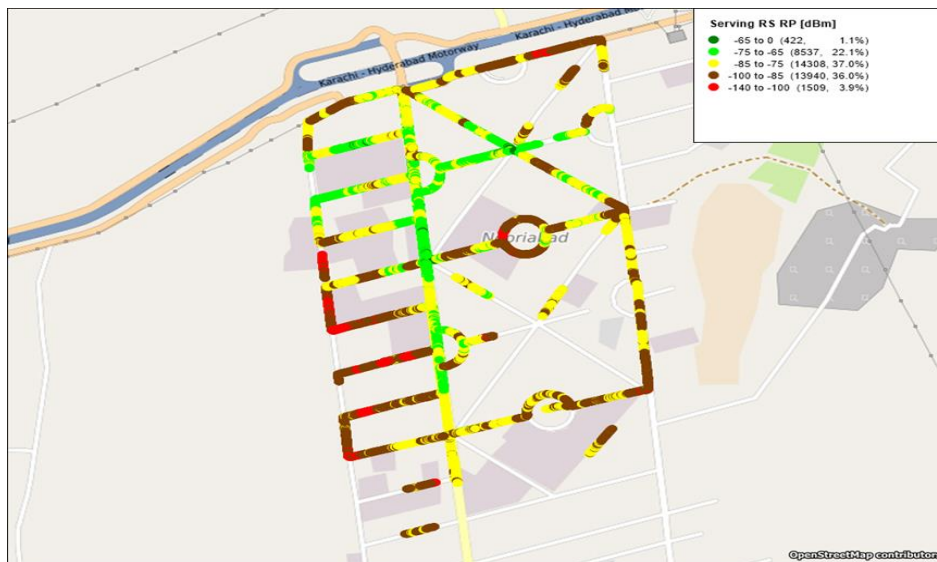 Karachi - Hyderabad Motorway
Karachi - Hyderabad Motorway
Serving RS RP [dBm]
-65 to 0 (422, 1.1%)
-75 to -65 (8537, 22.1%)
-85 to -75 (14308, 37.0%)
-100 to -85 (13940, 36.0%)
-140 to -100 (1509, 3.9%)
OpenStreetMap contributors